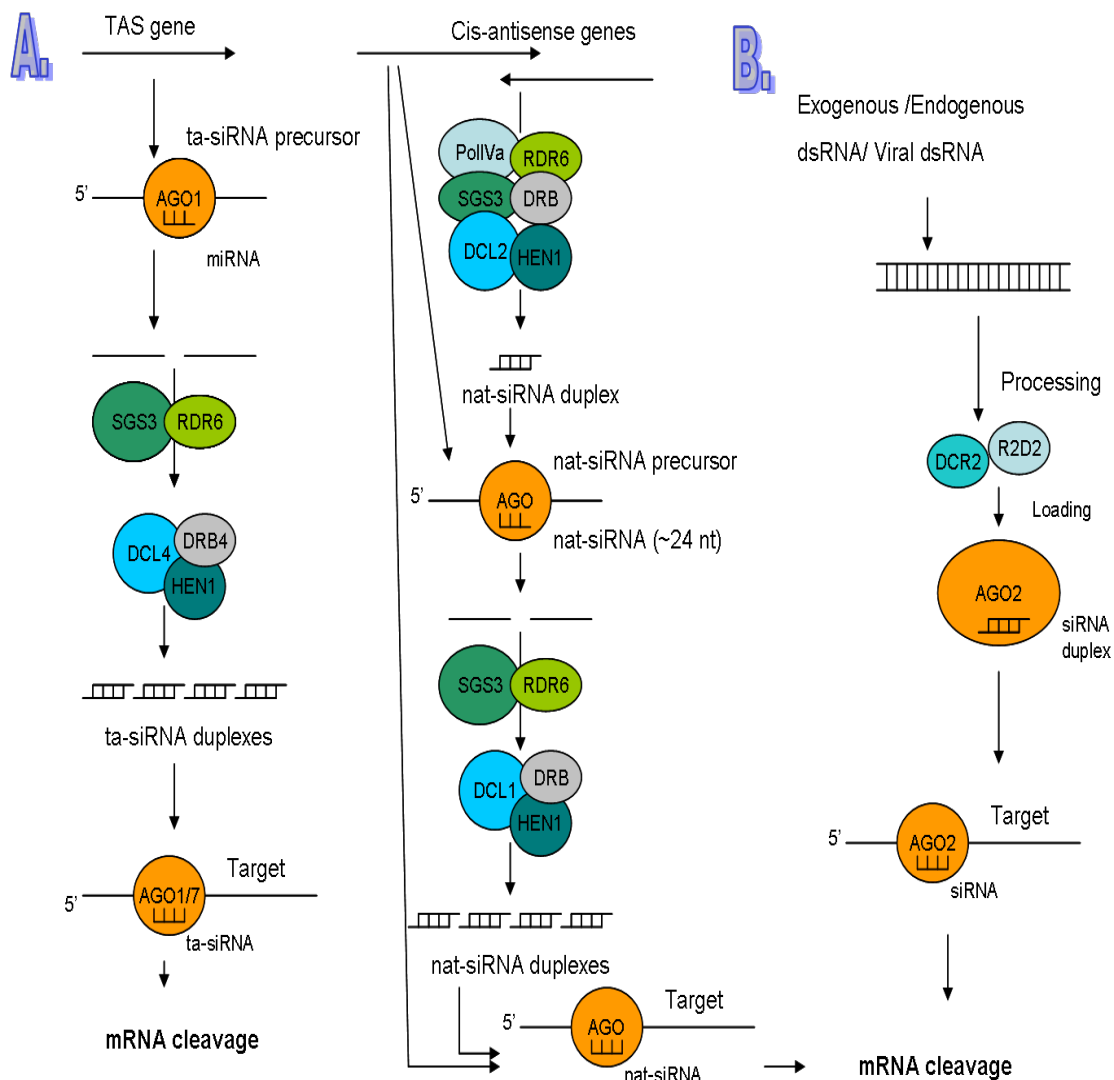 A.
TAS gene
ta-siRNA precursor
5’
AGO1
miRNA
SGS3
RDR6
DCL4
DRB4
HEN1
ta-siRNA duplexes
Target
5’
AGO1/7
ta-siRNA
mRNA cleavage
Cis-antisense genes
PolIVa
RDR6
SGS3
DRB
DCL2
HEN1
nat-siRNA duplex
nat-siRNA precursor
5’
AGO
nat-siRNA (~24 nt)
SGS3
RDR6
DCL1
DRB
HEN1
nat-siRNA duplexes
Target
5’
AGO
nat-siRNA
B.
Exogenous /Endogenous
dsRNA/ Viral dsRNA
Processing
DCR2
R2D2
Loading
AGO2
siRNA
duplex
Target
5’
AGO2
siRNA
mRNA cleavage